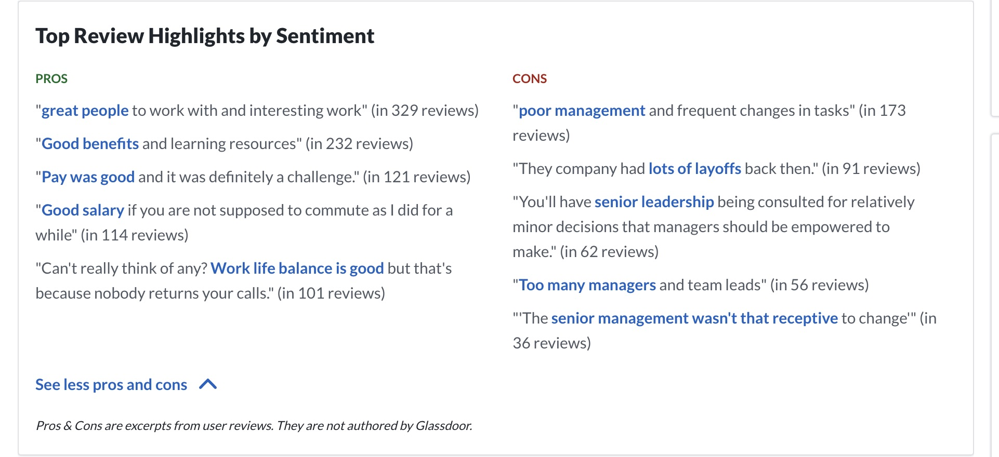 Top Review Highlights by Sentiment
PROS
"great people to work with and interesting work" (in 329 reviews)
"Good benefits and learning resources" (in 232 reviews)
"Pay was good and it was definitely a challenge." (in 121 reviews)
"Good salary if you are not supposed to commute as I did for a
while" (in 114 reviews)
"Can't really think of any? Work life balance is good but that's
because nobody returns your calls." (in 101 reviews)
CONS
"poor management and frequent changes in tasks" (in 173
reviews)
"They company had lots of layoffs back then." (in 91 reviews)
"You'll have senior leadership being consulted for relatively
minor decisions that managers should be empowered to
make." (in 62 reviews)
"Too many managers and team leads" (in 56 reviews)
"'The senior management wasn't that receptive to change'" (in
36 reviews)
See less pros and cons
Pros & Cons are excerpts from user reviews. They are not authored by Glassdoor.